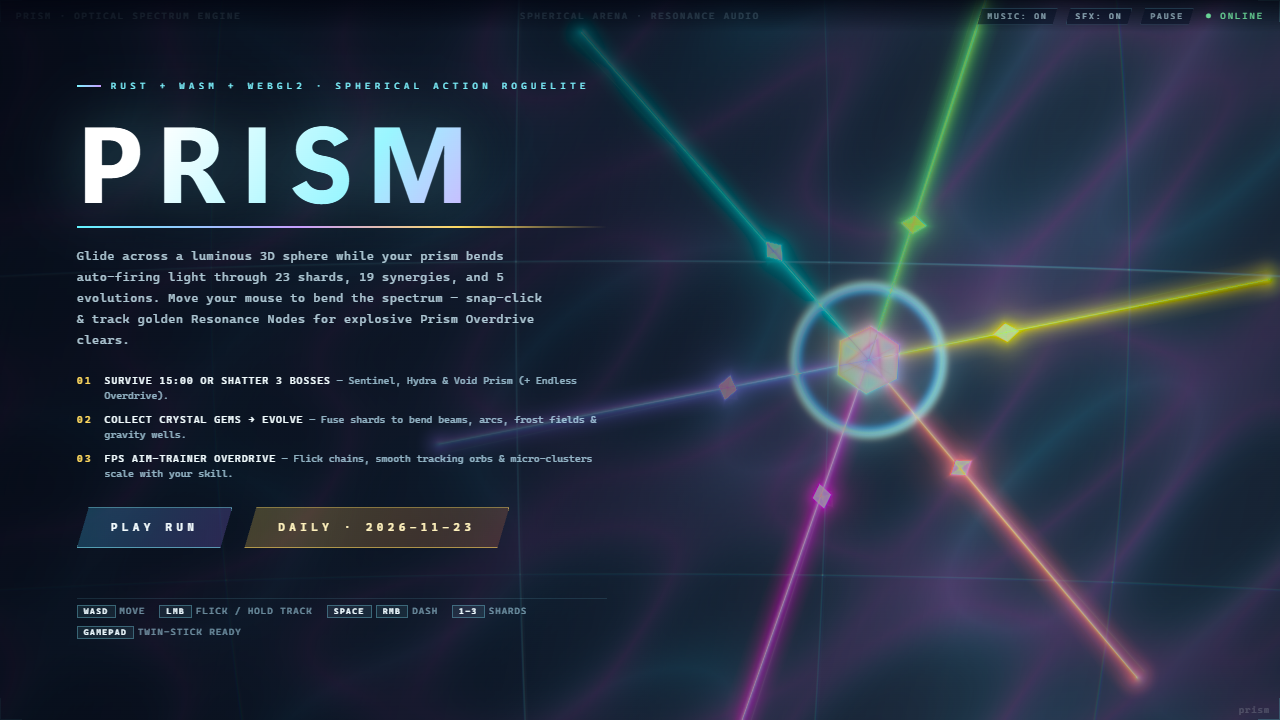 PRISM · OPTICAL SPECTRUM ENGINE
SPHERICAL ARENA · RESONANCE AUDIO
MUSIC: ON
SFX: ON
PAUSE
● ONLINE
RUST + WASM + WEBGL2 · SPHERICAL ACTION ROGUELITE
PRISM
Glide across a luminous 3D sphere while your prism bends
auto-firing light through 23 shards, 19 synergies, and 5
evolutions. Move your mouse to bend the spectrum — snap-click
& track golden Resonance Nodes for explosive Prism Overdrive
clears.
01 SURVIVE 15:00 OR SHATTER 3 BOSSES — Sentinel, Hydra & Void Prism (+ Endless
Overdrive).
02 COLLECT CRYSTAL GEMS → EVOLVE — Fuse shards to bend beams, arcs, frost fields &
gravity wells.
03 FPS AIM-TRAINER OVERDRIVE — Flick chains, smooth tracking orbs & micro-clusters
scale with your skill.
PLAY RUN
DAILY · 2026-11-23
WASD MOVE LMB FLICK / HOLD TRACK SPACE RMB DASH 1-3 SHARDS
GAMEPAD TWIN-STICK READY
prism